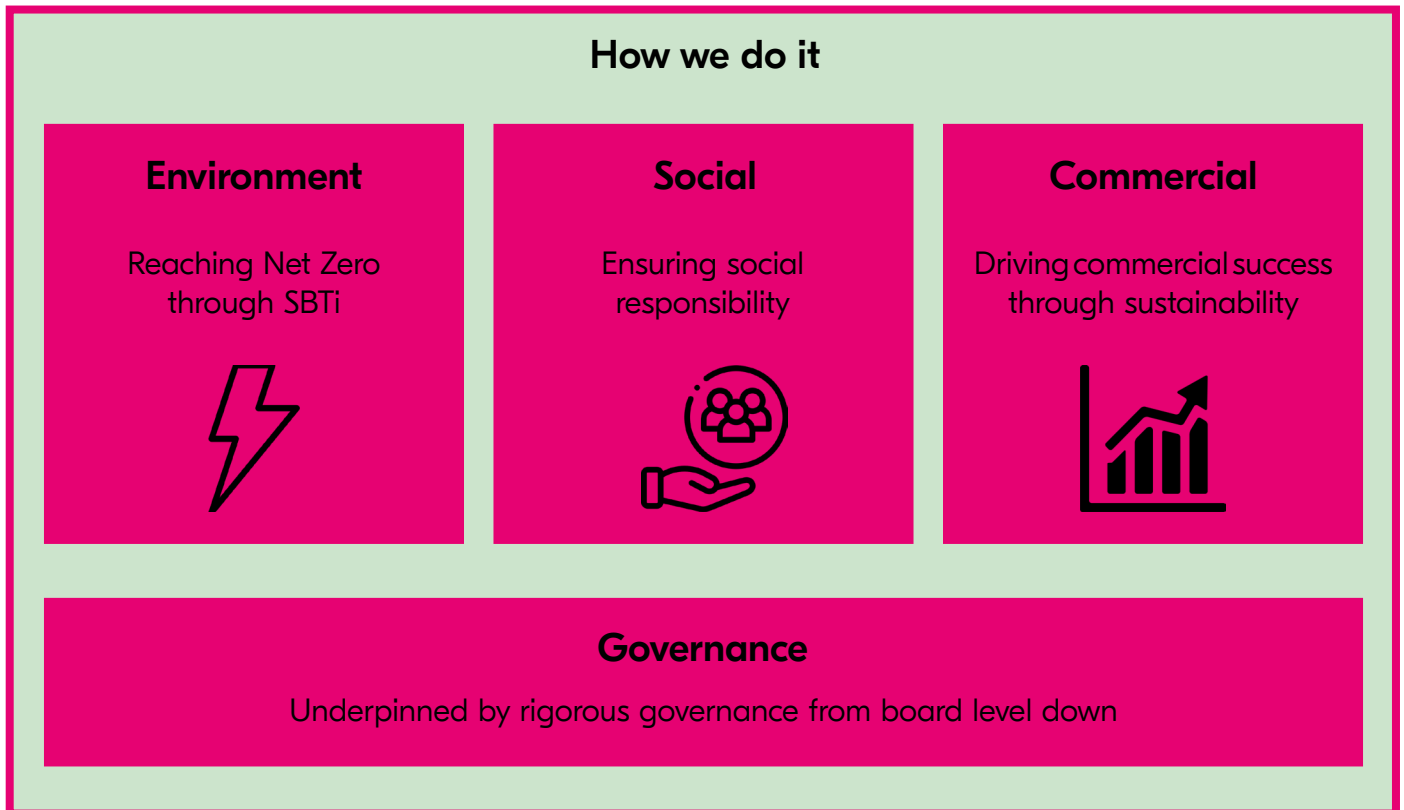 How we do it
Environment
Reaching Net Zero
through SBTi
Social
Ensuring social
responsibility
Commercial
Driving commercial success
through sustainability
Governance
Underpinned by rigorous governance from board level down